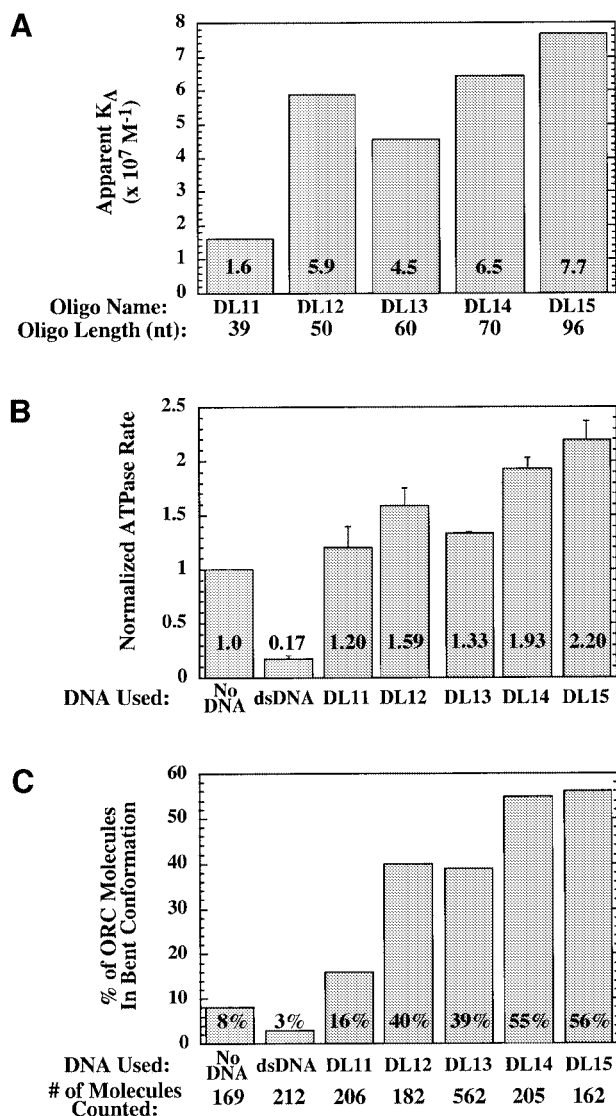 A
Apparent KA
(x 10⁷ M⁻¹)
8
7
6
5
4
3
2
1
0
1.6 5.9 4.5 6.5 7.7
Oligo Name: DL11 DL12 DL13 DL14 DL15
Oligo Length (nt): 39 50 60 70 96
B
Normalized ATPase Rate
2.5
2
1.5
1
0.5
0
1.0 0.17 1.20 1.59 1.33 1.93 2.20
DNA Used: No DNA dsDNA DL11 DL12 DL13 DL14 DL15
C
% of ORC Molecules
In Bent Conformation
60
50
40
30
20
10
0
8% 3% 16% 40% 39% 55% 56%
DNA Used: No DNA dsDNA DL11 DL12 DL13 DL14 DL15
# of Molecules
Counted: 169 212 206 182 562 205 162